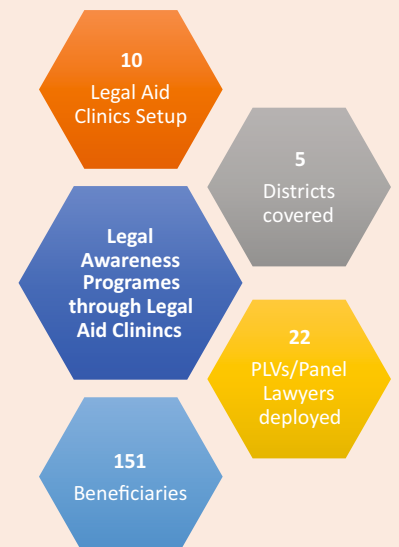 10
Legal Aid
Clinics Setup
5
Districts
covered
Legal
Awareness
Programes
through Legal
Aid Clinincs
22
PLVs/Panel
Lawyers
deployed
151
Beneficiaries